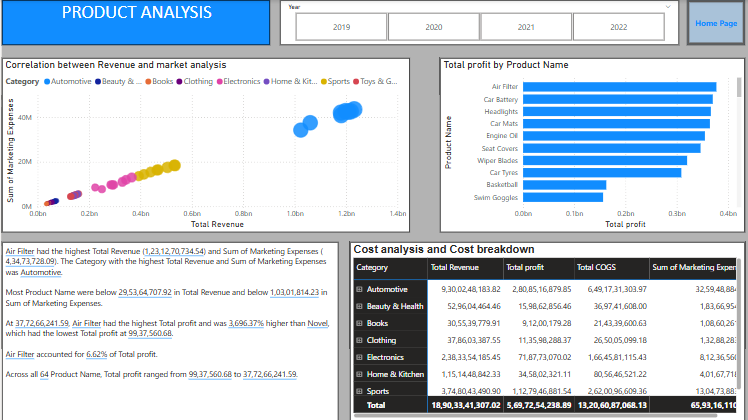 PRODUCT ANALYSIS
Year
2019
2020
2021
2022
Home Page
Correlation between Revenue and market analysis
Category Automotive Beauty & ... Books Clothing Electronics Home & Kit... Sports Toys & G...
Sum of Marketing Expenses
40M
20M
0M
0.0bn 0.2bn 0.4bn 0.6bn 0.8bn 1.0bn 1.2bn 1.4bn
Total Revenue
Total profit by Product Name
Product Name
Air Filter
Car Battery
Headlights
Car Mats
Engine Oil
Seat Covers
Wiper Blades
Car Tyres
Basketball
Swim Goggles
0.0bn 0.1bn 0.2bn 0.3bn 0.4bn
Total profit
Air Filter had the highest Total Revenue (1,23,12,70,734.54) and Sum of Marketing Expenses (
4,34,73,728.09). The Category with the highest Total Revenue and Sum of Marketing Expenses
was Automotive.
Most Product Name were below 29,53,64,707.92 in Total Revenue and below 1,03,01,814.23 in
Sum of Marketing Expenses.
At 37,72,66,241.59, Air Filter had the highest Total profit and was 3,696.37% higher than Novel,
which had the lowest Total profit at 99,37,560.68.
Air Filter accounted for 6.62% of Total profit.
Across all 64 Product Name, Total profit ranged from 99,37,560.68 to 37,72,66,241.59.
Cost analysis and Cost breakdown
Category Total Revenue Total profit Total COGS Sum of Marketing Expen
Automotive 9,30,02,48,183.82 2,80,85,16,879.85 6,49,17,31,303.97 32,59,48,88
Beauty & Health 52,96,04,464.46 15,98,62,856.46 36,97,41,608.00 1,83,66,95
Books 30,55,39,779.91 9,12,00,179.28 21,43,39,600.63 1,08,60,26
Clothing 37,86,03,387.55 11,35,98,288.37 26,50,05,099.18 1,32,88,28
Electronics 2,38,33,54,185.45 71,87,73,070.02 1,66,45,81,115.43 8,12,36,56
Home & Kitchen 1,15,14,48,842.33 34,58,02,321.11 80,56,46,521.22 4,01,67,71
Sports 3,74,80,43,490.90 1,12,79,46,881.54 2,62,00,96,609.36 13,04,73,88
Total 18,90,33,41,307.02 5,69,72,54,238.89 13,20,60,87,068.13 65,93,16,110